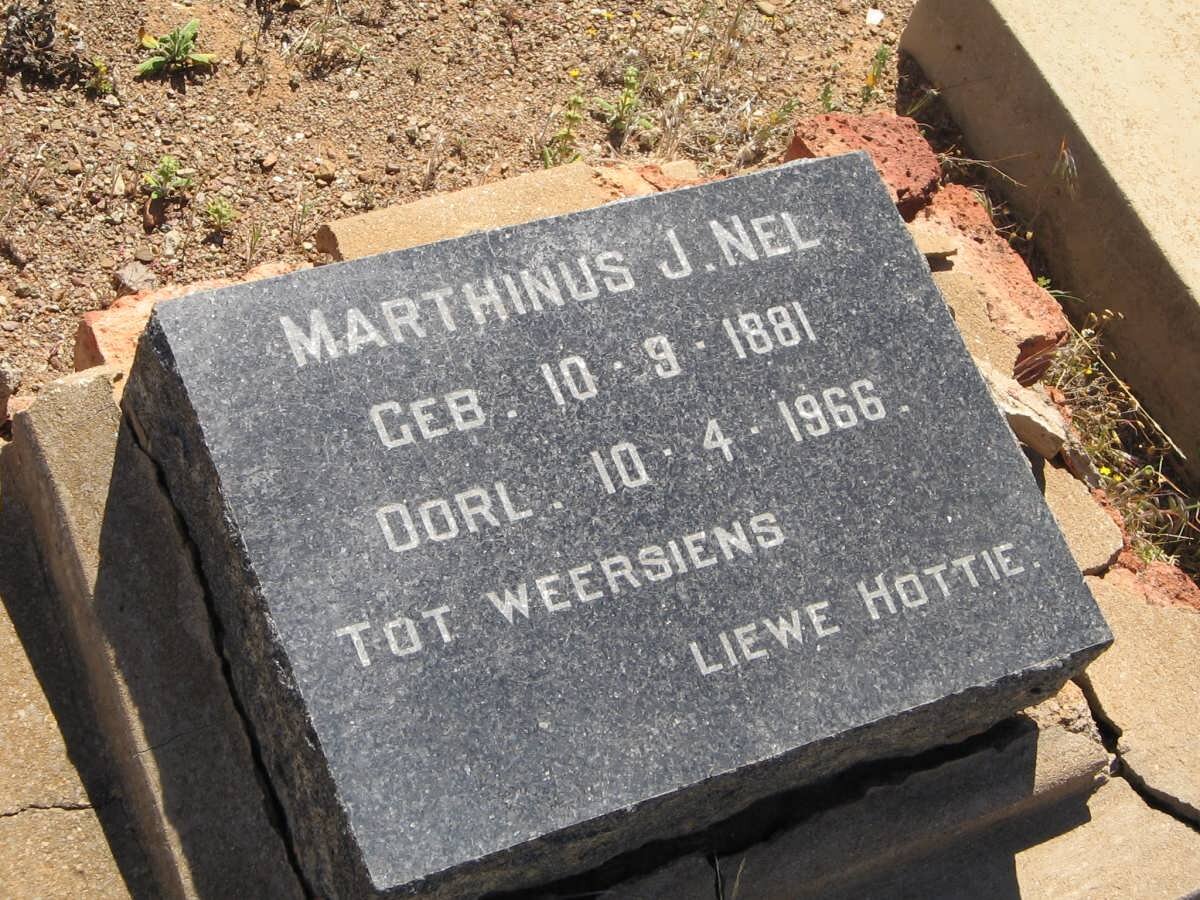 MARTHINUS J. NEL
GEB. 10·9·1881
OORL. 10·4·1966.
TOT WEERSIENS
LIEWE HOTTIE.